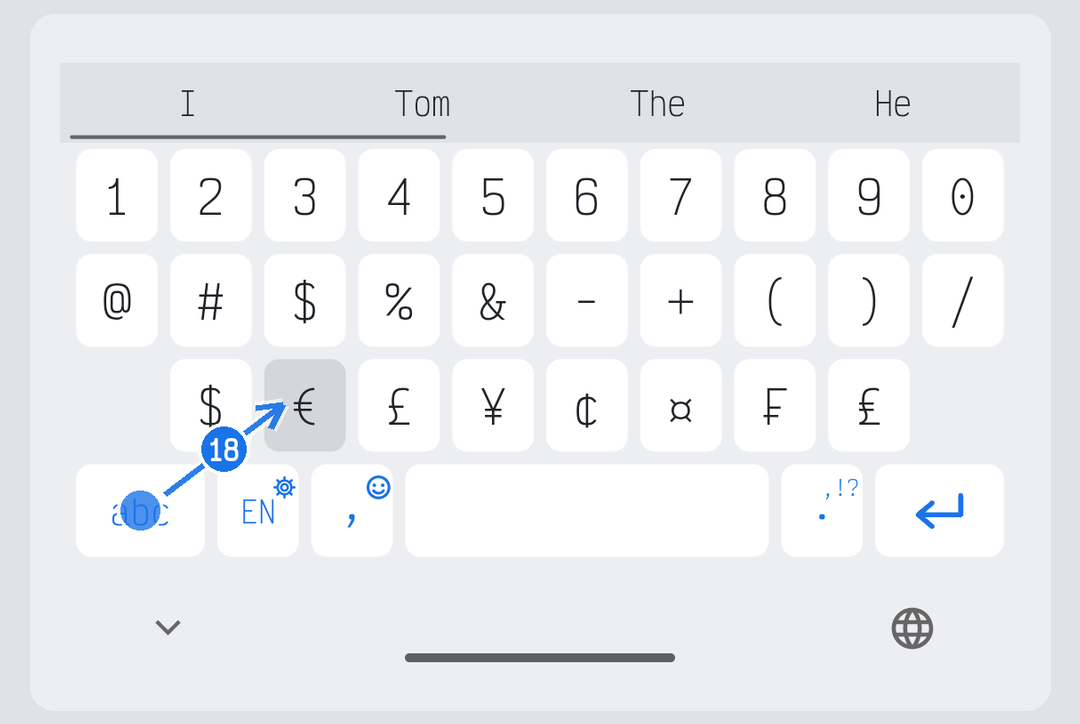 I Tom The He
1 2 3 4 5 6 7 8 9 0
@ # $ % & - + ( ) /
$ € £ ¥ ¢ ¤ ₣ £
18
abc EN , . ,!?